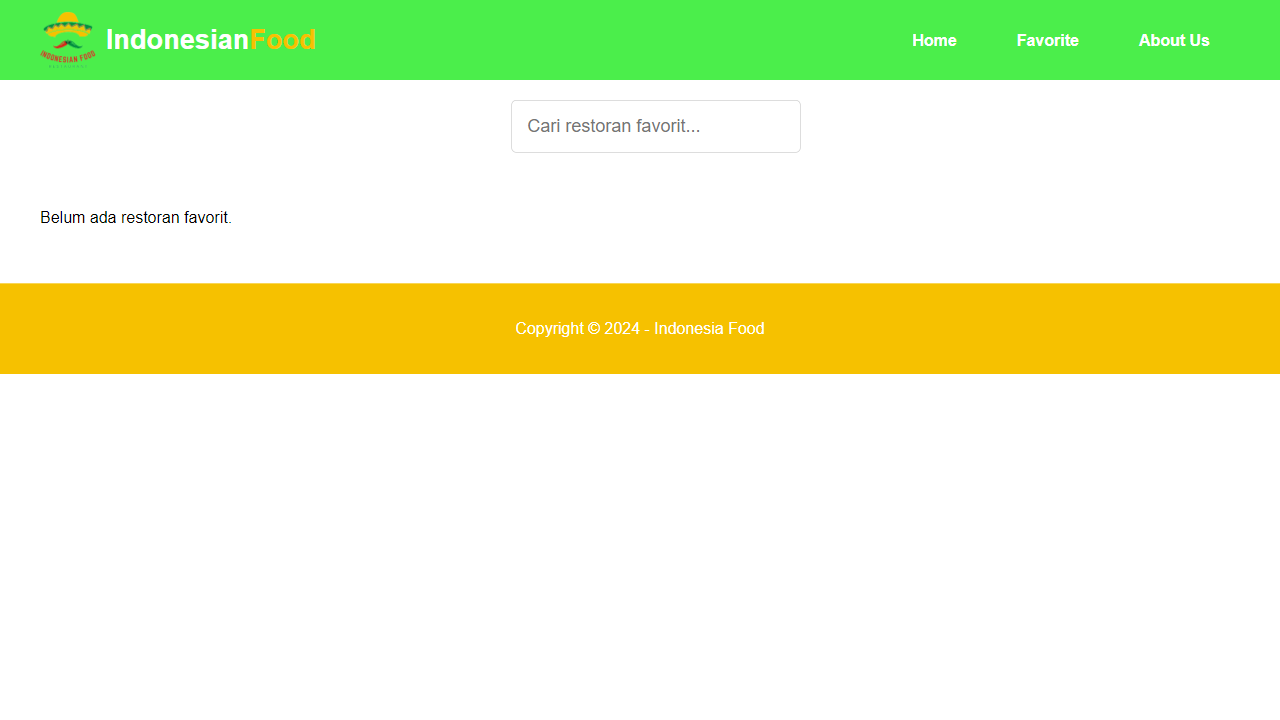 INDONESIAN FOOD
IndonesianFood
Home
Favorite
About Us
Cari restoran favorit...
Belum ada restoran favorit.
Copyright © 2024 - Indonesia Food